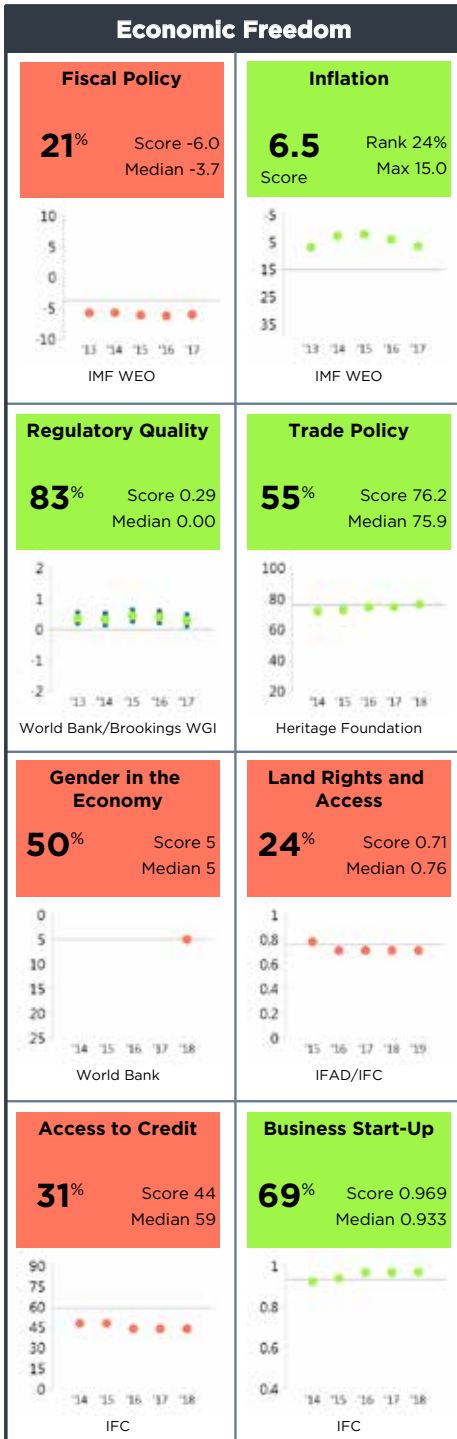 Economic Freedom
Fiscal Policy
21%
Score -6.0
Median -3.7
10
5
0
-5
-10
'13 '14 '15 '16 '17
IMF WEO
Inflation
6.5
Score
Rank 24%
Max 15.0
-5
5
15
25
35
'13 '14 '15 '16 '17
IMF WEO
Regulatory Quality
83%
Score 0.29
Median 0.00
2
1
0
-1
-2
'13 '14 '15 '16 '17
World Bank/Brookings WGI
Trade Policy
55%
Score 76.2
Median 75.9
100
80
60
40
20
'14 '15 '16 '17 '18
Heritage Foundation
Gender in the
Economy
50%
Score 5
Median 5
0
5
10
15
20
25
'14 '15 '16 '17 '18
World Bank
Land Rights and
Access
24%
Score 0.71
Median 0.76
1
0.8
0.6
0.4
0.2
0
'15 '16 '17 '18 '19
IFAD/IFC
Access to Credit
31%
Score 44
Median 59
90
75
60
45
30
15
0
'14 '15 '16 '17 '18
IFC
Business Start-Up
69%
Score 0.969
Median 0.933
1
0.8
0.6
0.4
'14 '15 '16 '17 '18
IFC